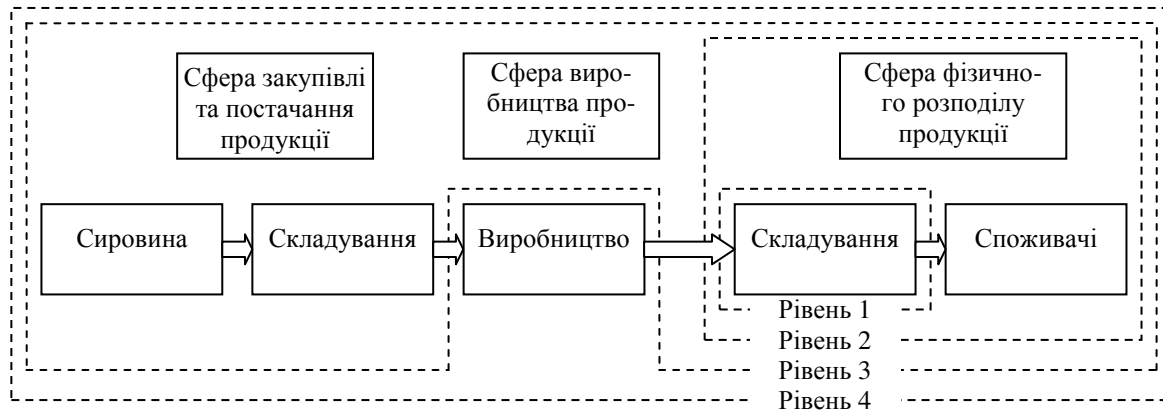 Сфера закупівлі
та постачання
продукції
Сфера виро-
бництва про-
дукції
Сфера фізично-
го розподілу
продукції
Сировина
Складування
Виробництво
Складування
Споживачі
Рівень 1
Рівень 2
Рівень 3
Рівень 4